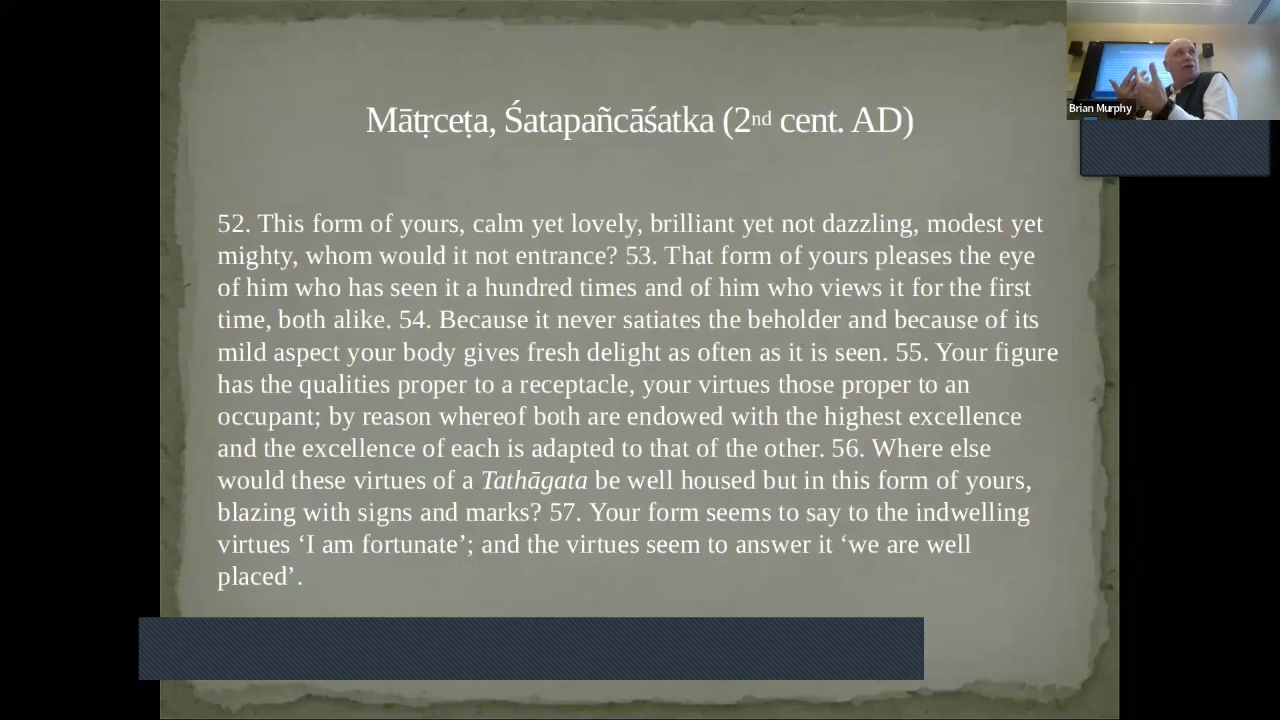 Mātṛceṭa, Śatapañcāśatka (2nd cent. AD)
52. This form of yours, calm yet lovely, brilliant yet not dazzling, modest yet
mighty, whom would it not entrance? 53. That form of yours pleases the eye
of him who has seen it a hundred times and of him who views it for the first
time, both alike. 54. Because it never satiates the beholder and because of its
mild aspect your body gives fresh delight as often as it is seen. 55. Your figure
has the qualities proper to a receptacle, your virtues those proper to an
occupant; by reason whereof both are endowed with the highest excellence
and the excellence of each is adapted to that of the other. 56. Where else
would these virtues of a Tathāgata be well housed but in this form of yours,
blazing with signs and marks? 57. Your form seems to say to the indwelling
virtues ‘I am fortunate’; and the virtues seem to answer it ‘we are well
placed’.
Brian Murphy